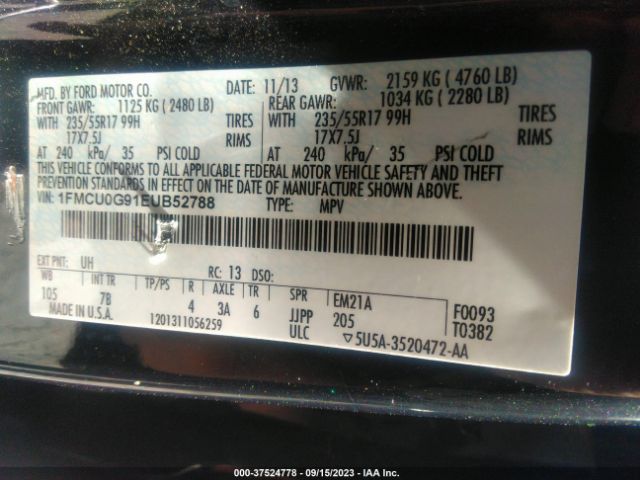 MFD. BY FORD MOTOR CO.
DATE: 11/13 GVWR: 2159 KG ( 4760 LB)
FRONT GAWR: 1125 KG ( 2480 LB) REAR GAWR: 1034 KG ( 2280 LB)
WITH 235/55R17 99H TIRES WITH 235/55R17 99H TIRES
17X7.5J RIMS 17X7.5J RIMS
AT 240 kPa/ 35 PSI COLD AT 240 kPa/ 35 PSI COLD
THIS VEHICLE CONFORMS TO ALL APPLICABLE FEDERAL MOTOR VEHICLE SAFETY AND THEFT
PREVENTION STANDARDS IN EFFECT ON THE DATE OF MANUFACTURE SHOWN ABOVE.
VIN: 1FMCU0G91EUB52788 TYPE: MPV
EXT PNT: UH RC: 13 DSO:
WB INT TR TP/PS R AXLE TR SPR EM21A F0093
105 7B 4 3A 6 JJPP 205 T0382
MADE IN U.S.A. 1201311056259 ULC ▽5U5A-3520472-AA
000-37524778 - 09/15/2023 - IAA Inc.